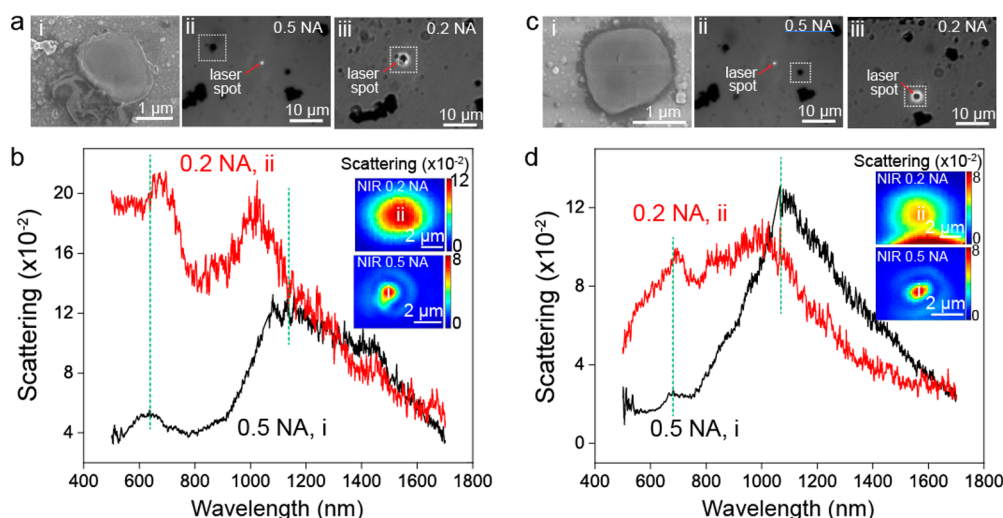 a
i
1 µm
ii
0.5 NA
laser
spot
10 µm
iii
0.2 NA
laser
spot
10 µm
c
i
1 µm
ii
0.5 NA
laser
spot
10 µm
iii
0.2 NA
laser
spot
10 µm
b
Scattering (x10-2)
20
16
12
8
4
400 600 800 1000 1200 1400 1600 1800
Wavelength (nm)
0.2 NA, ii
0.5 NA, i
Scattering (x10-2)
NIR 0.2 NA
ii
2 µm
12
0
NIR 0.5 NA
i
2 µm
8
0
d
Scattering (x10-2)
12
8
4
0
400 600 800 1000 1200 1400 1600 1800
Wavelength (nm)
0.2 NA, ii
0.5 NA, i
Scattering (x10-2)
NIR 0.2 NA
ii
2 µm
8
0
NIR 0.5 NA
i
2 µm
8
0